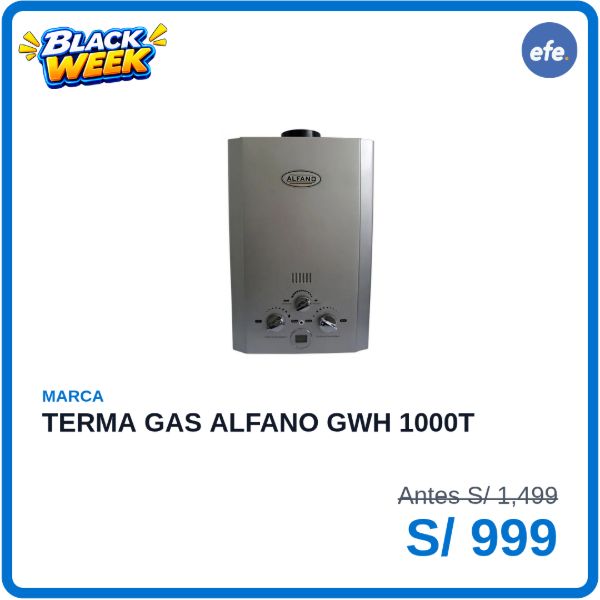 BLACK
WEEK
efe.
ALFANO
MARCA
TERMA GAS ALFANO GWH 1000T
Antes S/ 1,499
S/ 999